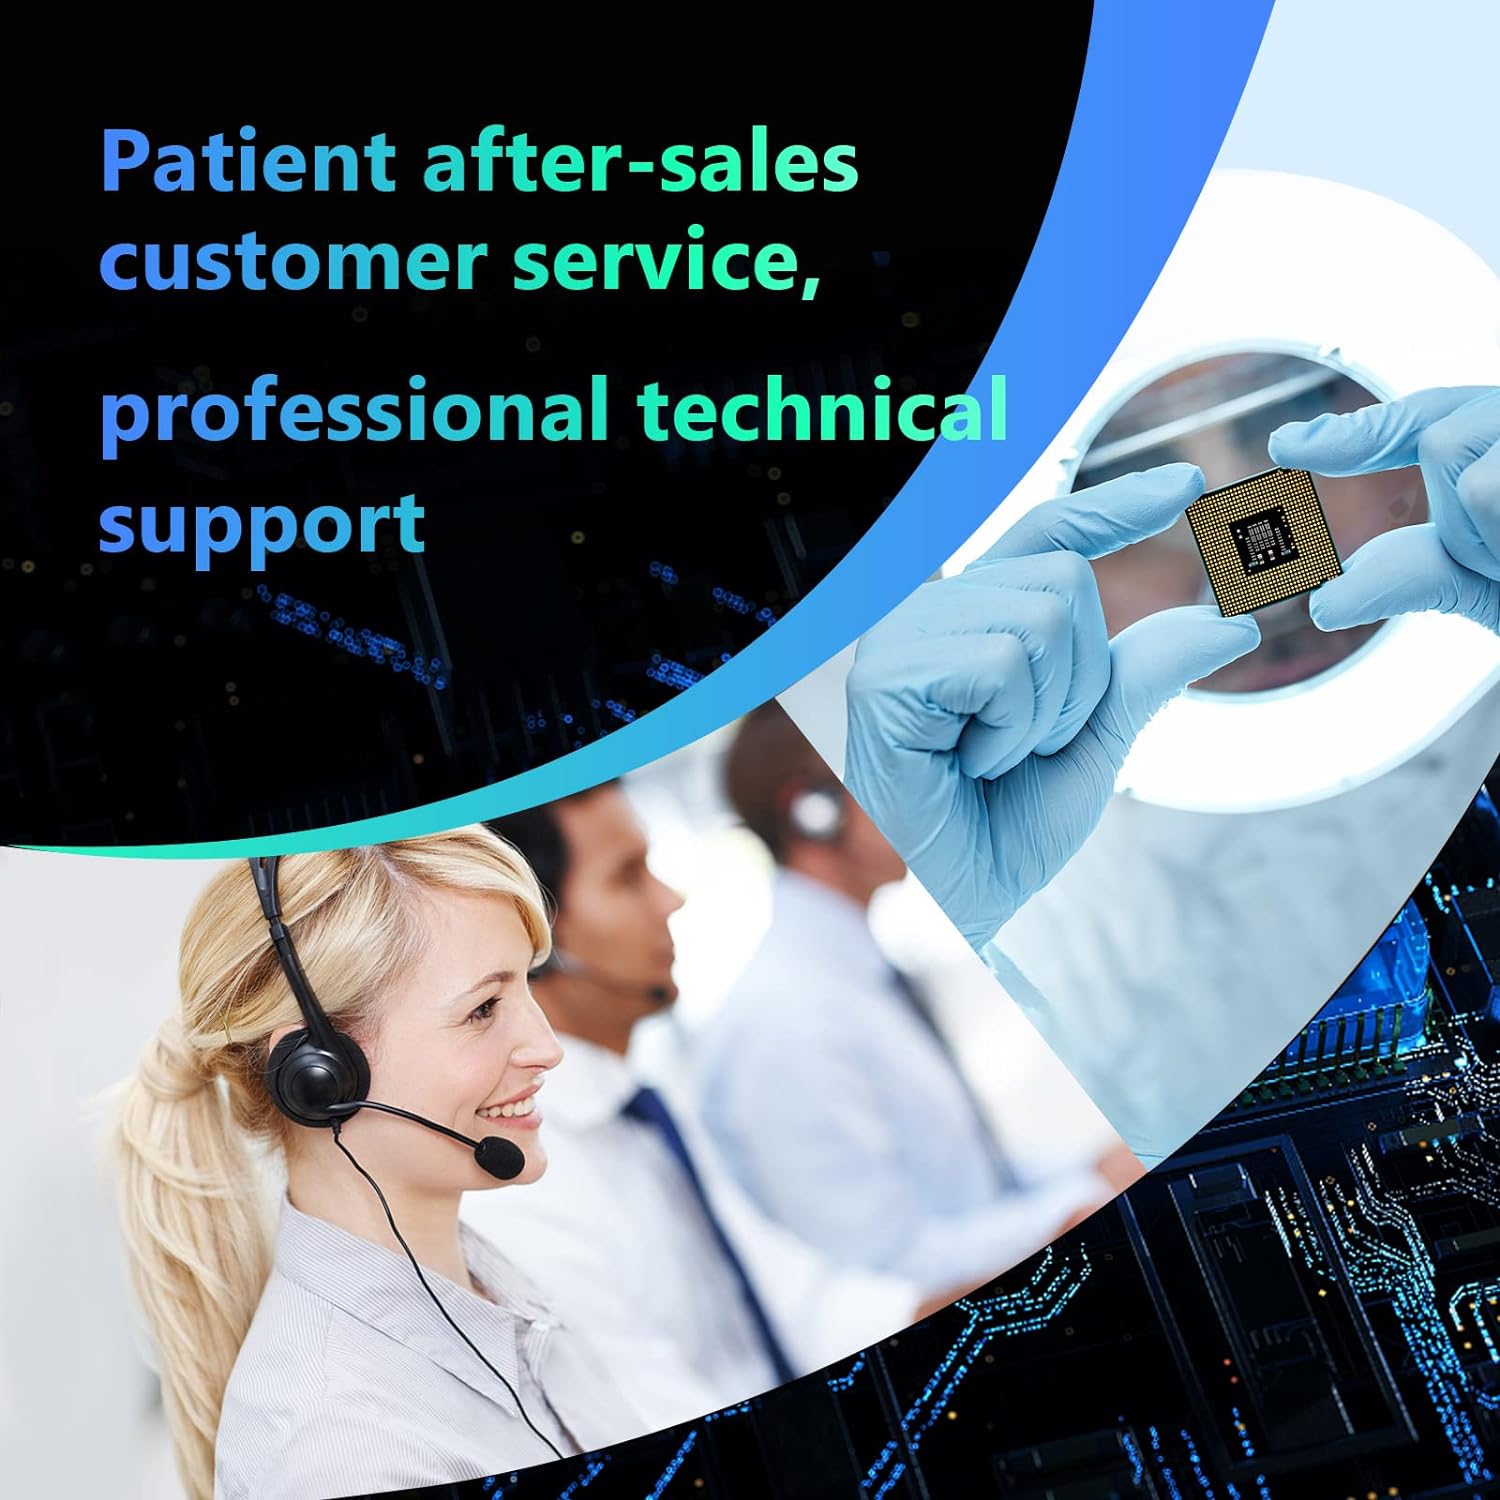 Patient after-sales
customer service,
professional technical
support